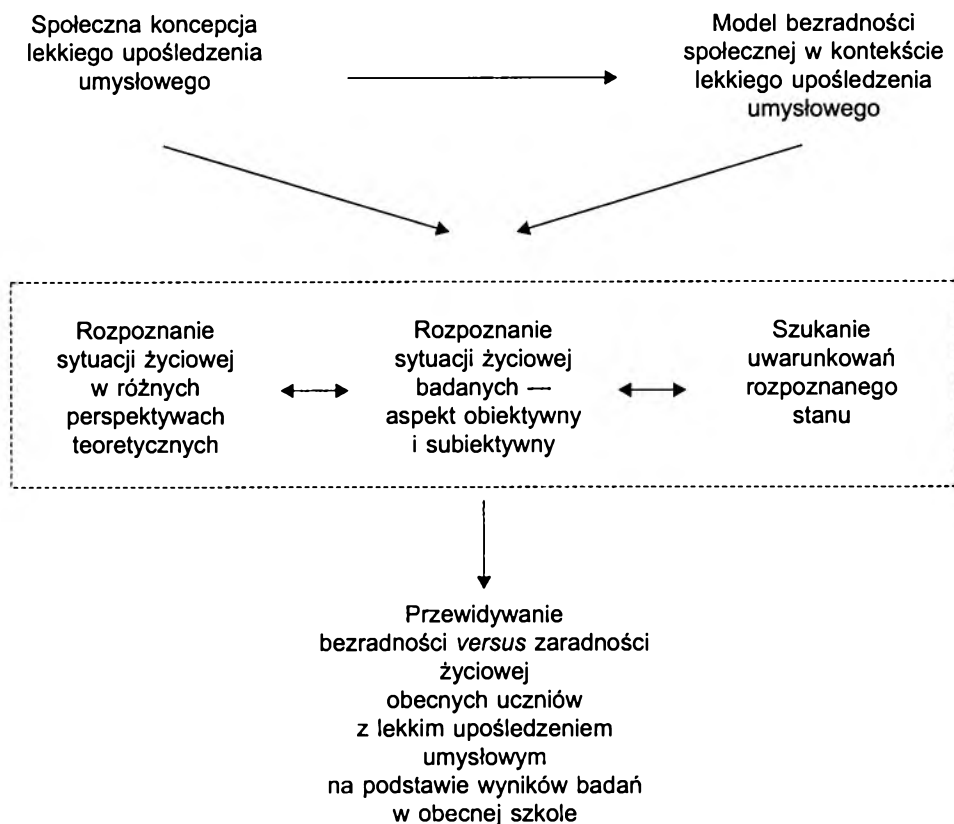 Społeczna koncepcja
lekkiego upośledzenia
umysłowego
Model bezradności
społecznej w kontekście
lekkiego upośledzenia
umysłowego
Rozpoznanie
sytuacji życiowej
w różnych
perspektywach
teoretycznych
Rozpoznanie
sytuacji życiowej
badanych —
aspekt obiektywny
i subiektywny
Szukanie
uwarunkowań
rozpoznanego
stanu
Przewidywanie
bezradności versus zaradności
życiowej
obecnych uczniów
z lekkim upośledzeniem
umysłowym
na podstawie wyników badań
w obecnej szkole